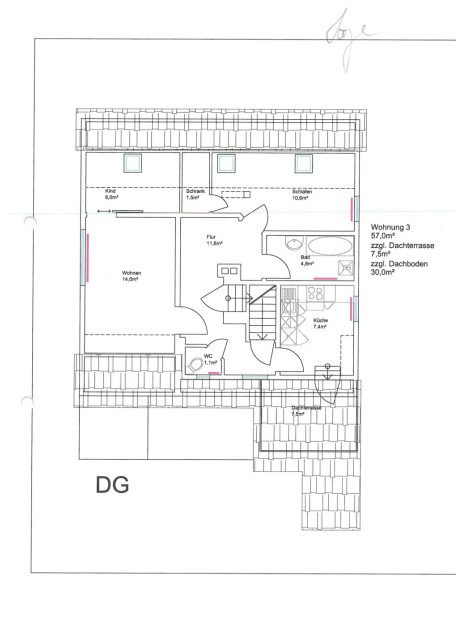 Kind
6,0m²
Schrank
1,5m²
Schlafen
10,6m²
Flur
11,6m²
Bad
4,8m²
Wohnen
14,0m²
Küche
7,4m²
WC
1,1m²
Dachterrasse
7,5m²
Wohnung 3
57,0m²
zzgl. Dachterrasse
7,5m²
zzgl. Dachboden
30,0m²
DG